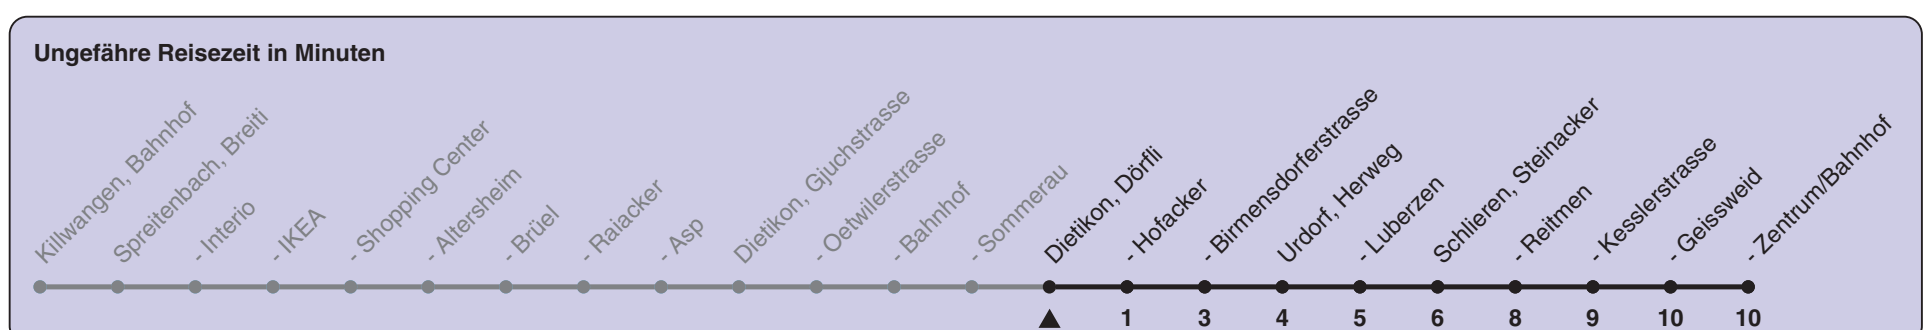 Ungefähre Reisezeit in Minuten
Killwangen, Bahnhof
Spreitenbach, Breiti
- Interio
- IKEA
- Shopping Center
- Altersheim
- Brüel
- Raiacker
- Asp
Dietikon, Gjuchstrasse
- Oetwilerstrasse
- Bahnhof
- Sommerau
Dietikon, Dörfli
- Hofacker
- Birmensdorferstrasse
Urdorf, Herweg
- Luberzen
Schlieren, Steinacker
- Reitmen
- Kesslerstrasse
- Geissweid
- Zentrum/Bahnhof
1 3 4 5 6 8 9 10 10